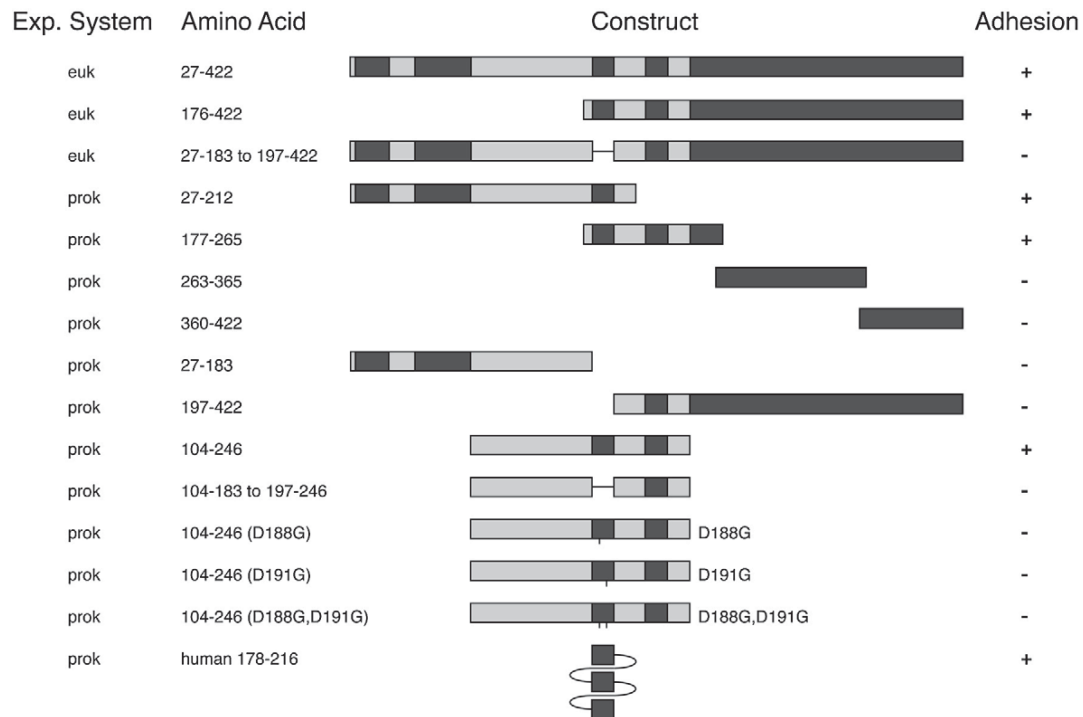 Exp. System Amino Acid Construct Adhesion
euk 27-422 +
euk 176-422 +
euk 27-183 to 197-422 -
prok 27-212 +
prok 177-265 +
prok 263-365 -
prok 360-422 -
prok 27-183 -
prok 197-422 -
prok 104-246 +
prok 104-183 to 197-246 -
prok 104-246 (D188G) D188G -
prok 104-246 (D191G) D191G -
prok 104-246 (D188G,D191G) D188G,D191G -
prok human 178-216 +